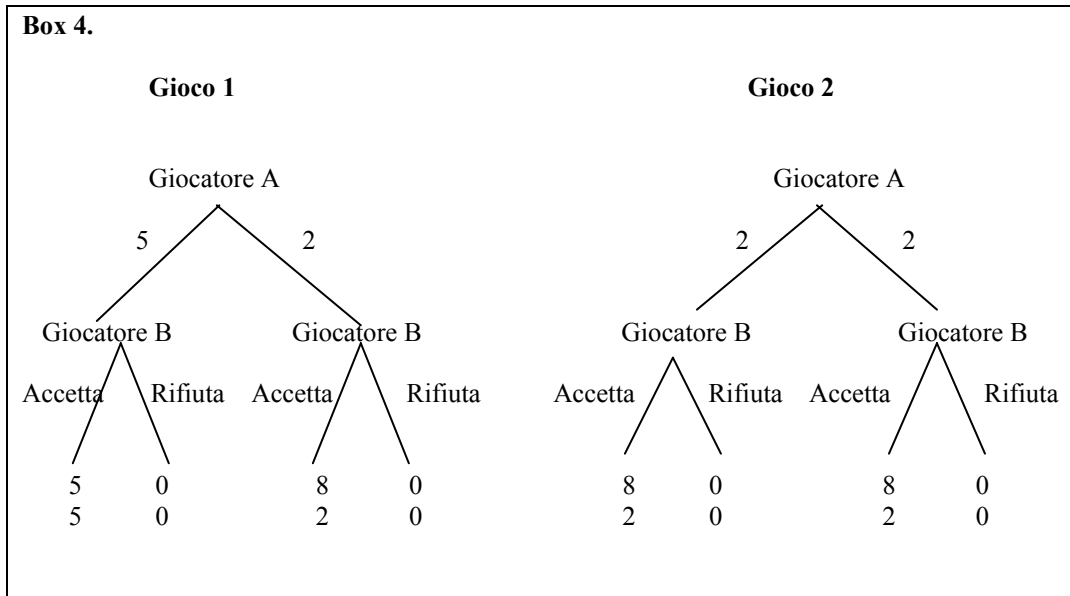 Box 4.
Gioco 1 Gioco 2
Giocatore A Giocatore A
5 2 2 2
Giocatore B Giocatore B Giocatore B Giocatore B
Accetta Rifiuta Accetta Rifiuta Accetta Rifiuta Accetta Rifiuta
5 0 8 0 8 0 8 0
5 0 2 0 2 0 2 0